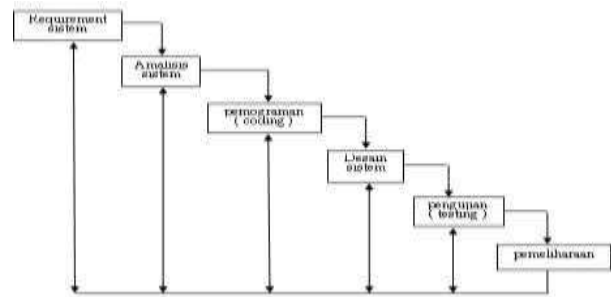 Requirement
sistem
Analisis
sistem
pemograman
( coding )
Desain
sistem
pengujian
( testing )
pemeliharaan